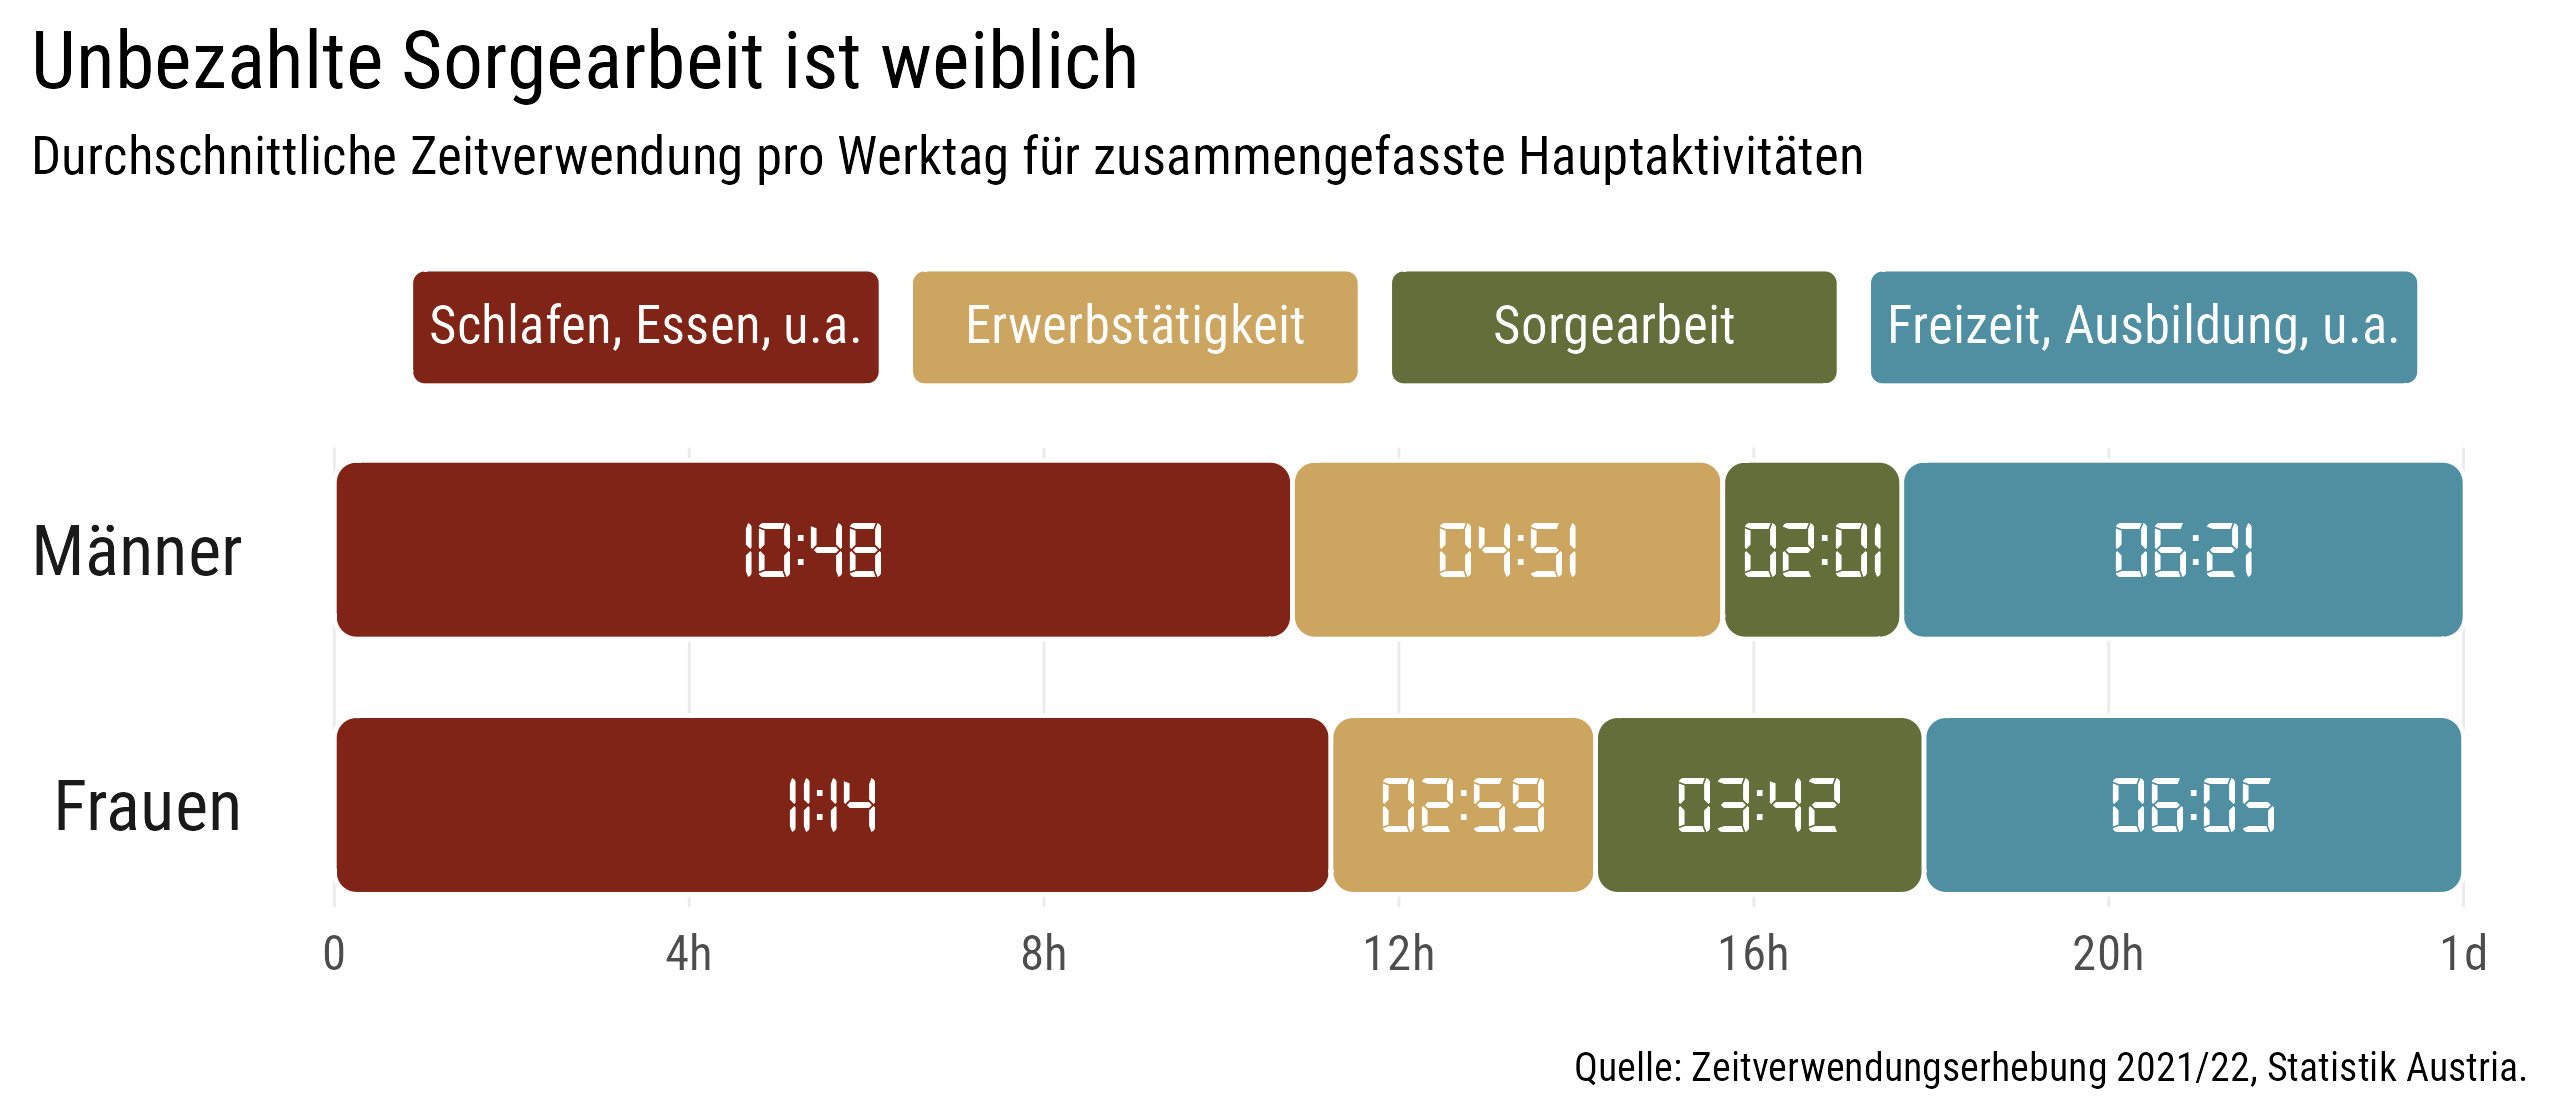 Unbezahlte Sorgearbeit ist weiblich
Durchschnittliche Zeitverwendung pro Werktag für zusammengefasste Hauptaktivitäten
Schlafen, Essen, u.a. Erwerbstätigkeit Sorgearbeit Freizeit, Ausbildung, u.a.
Männer 10:48 04:51 02:01 06:21
Frauen 11:14 02:59 03:42 06:05
0 4h 8h 12h 16h 20h 1d
Quelle: Zeitverwendungserhebung 2021/22, Statistik Austria.